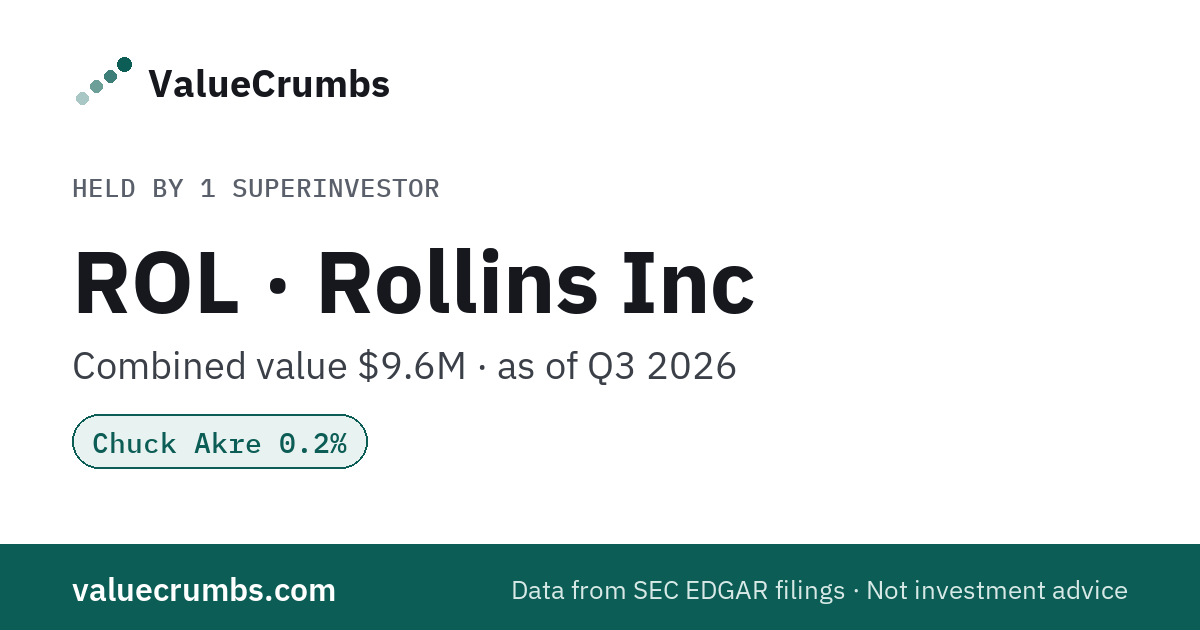 ValueCrumbs
HELD BY 1 SUPERINVESTOR
ROL · Rollins Inc
Combined value $9.6M · as of Q3 2026
Chuck Akre 0.2%
valuecrumbs.com
Data from SEC EDGAR filings · Not investment advice